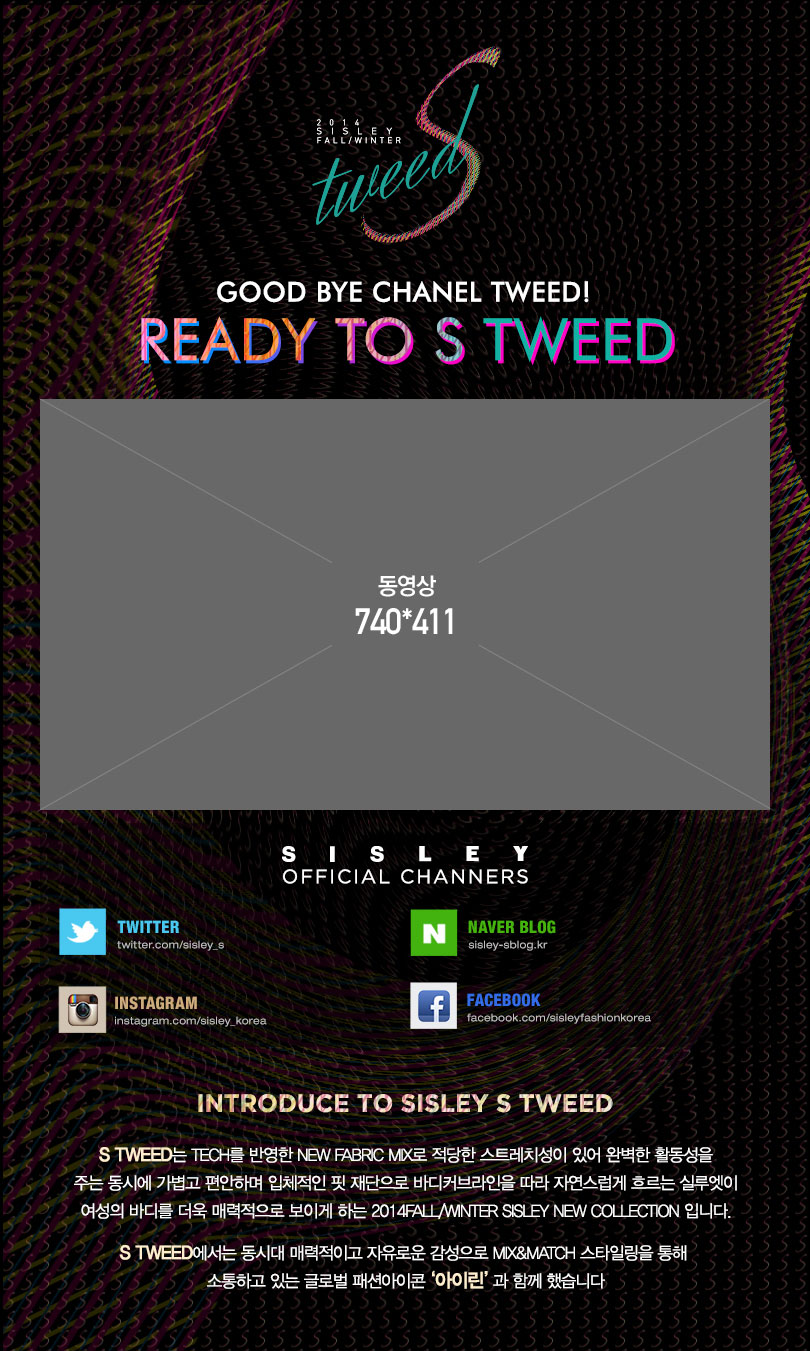 2014
SISLEY
FALL/WINTER
tweed S
GOOD BYE CHANEL TWEED!
READY TO S TWEED
동영상
740*411
SISLEY
OFFICIAL CHANNERS
TWITTER
twitter.com/sisley_s
NAVER BLOG
sisley-sblog.kr
INSTAGRAM
instagram.com/sisley_korea
FACEBOOK
facebook.com/sisleyfashionkorea
INTRODUCE TO SISLEY S TWEED
S TWEED는 TECH를 반영한 NEW FABRIC MIX로 적당한 스트레치성이 있어 완벽한 활동성을
주는 동시에 가볍고 편안하며 입체적인 핏 재단으로 바디커브라인을 따라 자연스럽게 흐르는 실루엣이
여성의 바디를 더욱 매력적으로 보이게 하는 2014FALL/WINTER SISLEY NEW COLLECTION 입니다.
S TWEED에서는 동시대 매력적이고 자유로운 감성으로 MIX&MATCH 스타일링을 통해
소통하고 있는 글로벌 패션아이콘 ‘아이린’ 과 함께 했습니다